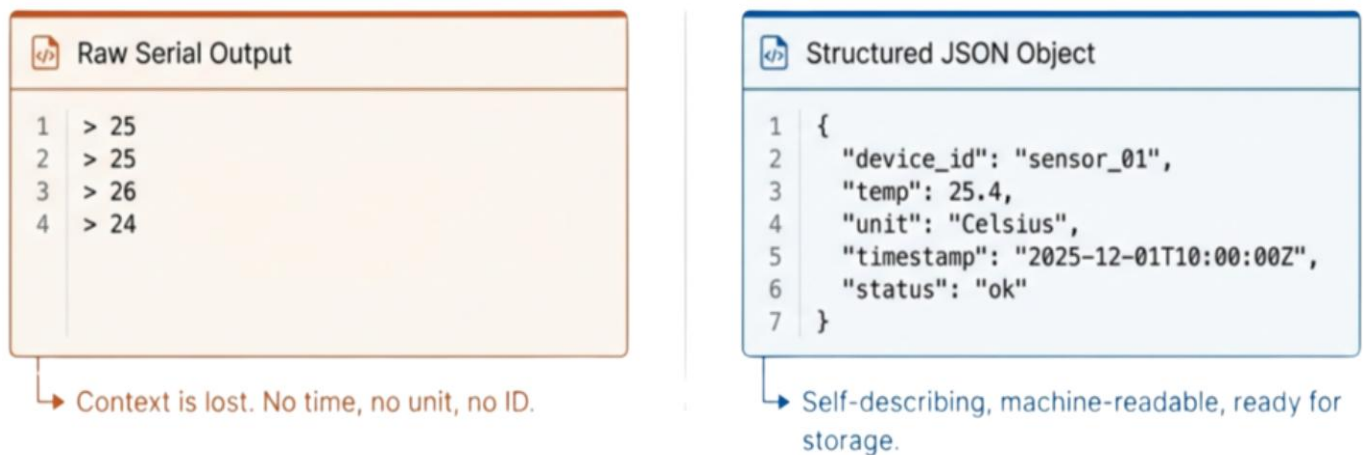 Raw Serial Output
1 > 25
2 > 25
3 > 26
4 > 24
Context is lost. No time, no unit, no ID.
Structured JSON Object
1 {
2 "device_id": "sensor_01",
3 "temp": 25.4,
4 "unit": "Celsius",
5 "timestamp": "2025-12-01T10:00:00Z",
6 "status": "ok"
7 }
Self-describing, machine-readable, ready for
storage.